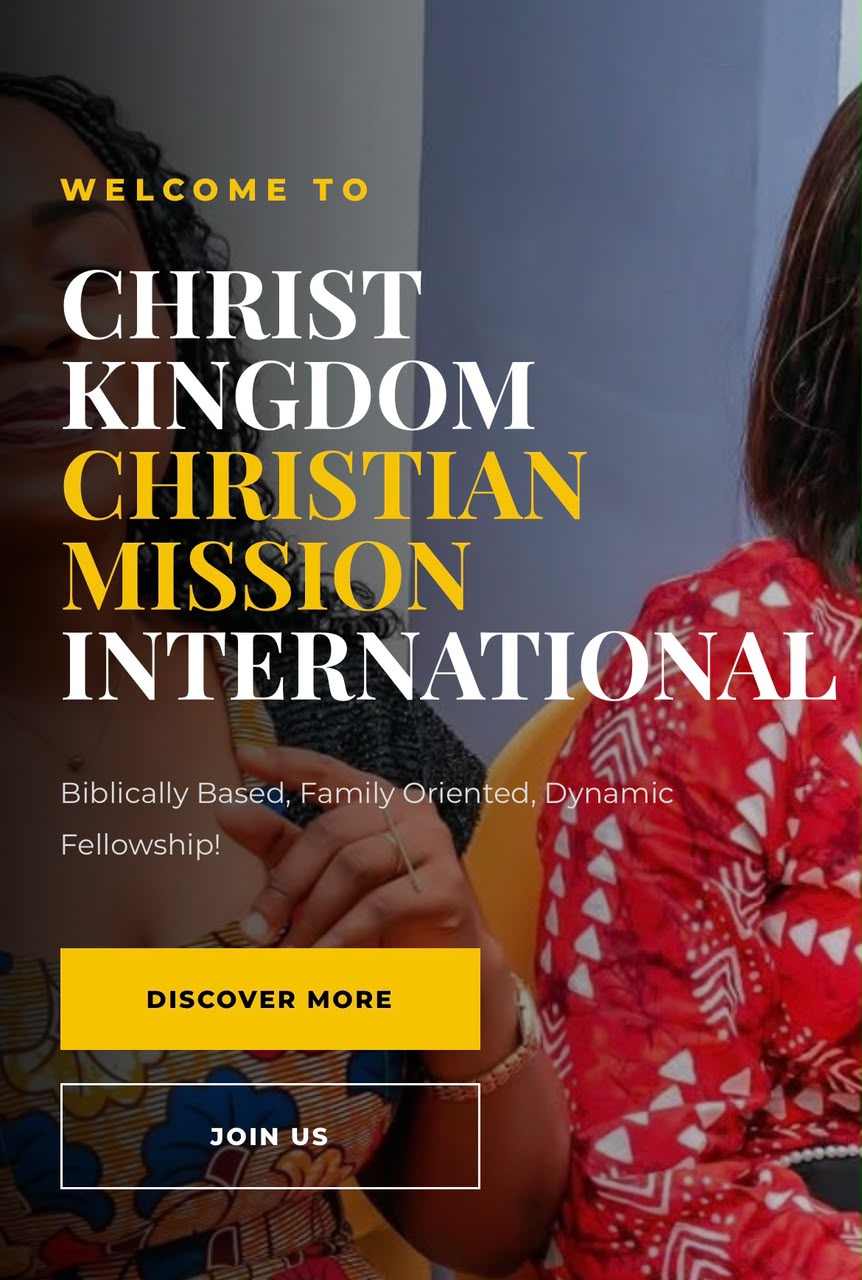 WELCOME TO
CHRIST
KINGDOM
CHRISTIAN
MISSION
INTERNATIONAL
Biblically Based, Family Oriented, Dynamic
Fellowship!
DISCOVER MORE
JOIN US